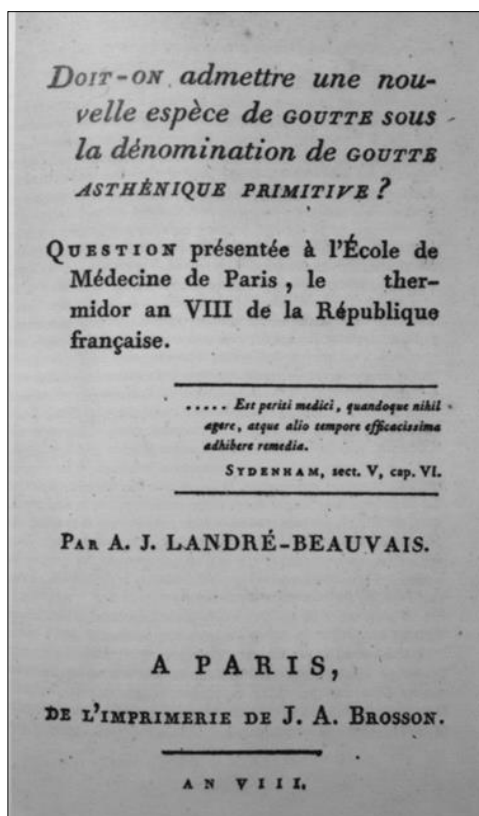 DOIT-ON admettre une nou-
velle espèce de GOUTTE SOUS
la dénomination de GOUTTE
ASTHÉNIQUE PRIMITIVE ?
QUESTION présentée à l'École de
Médecine de Paris, le ther-
midor an VIII de la République
française.
..... Est periti medici, quandoque nihil
agere, atque alio tempore efficacissima
adhibere remedia.
SYDENHAM, sect. V, cap. VI.
PAR A. J. LANDRÉ-BEAUVAIS.
A PARIS,
DE L'IMPRIMERIE DE J. A. BROSSON.
AN VIII.